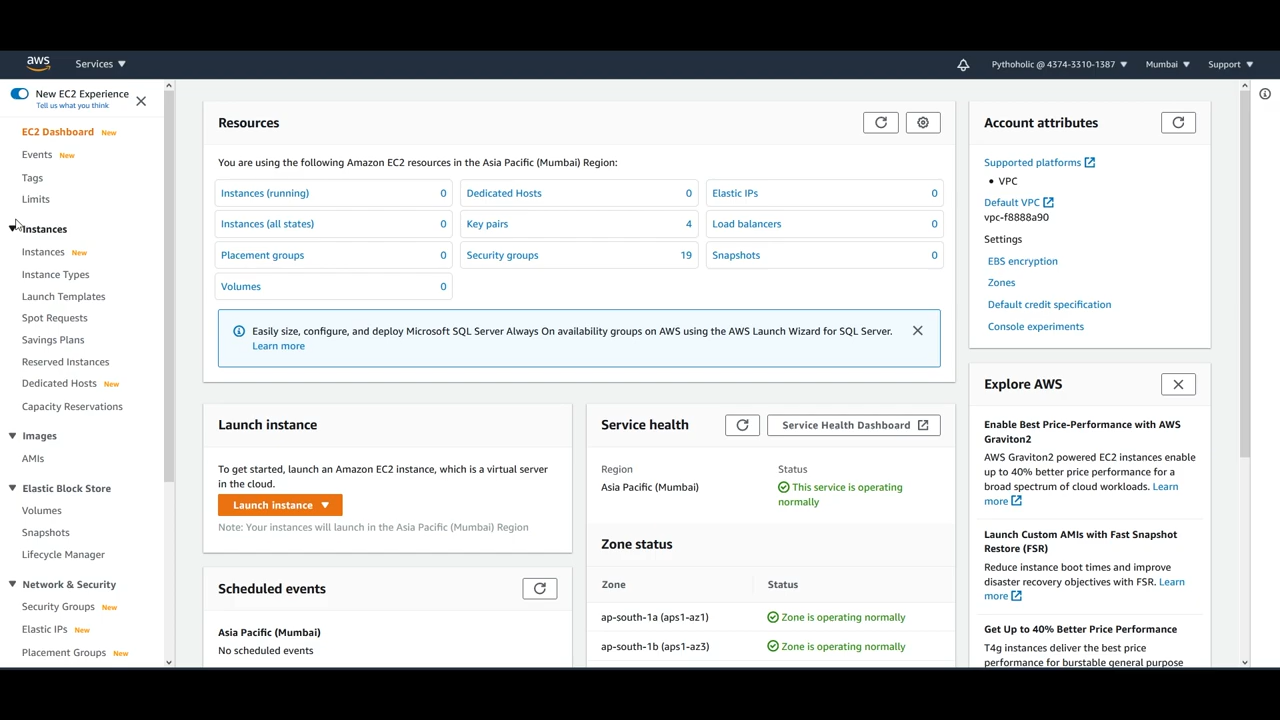 aws
Services
Pythoholic @ 4374-3310-1387
Mumbai
Support
New EC2 Experience
Tell us what you think
EC2 Dashboard New
Events New
Tags
Limits
Instances
Instances New
Instance Types
Launch Templates
Spot Requests
Savings Plans
Reserved Instances
Dedicated Hosts New
Capacity Reservations
Images
AMIs
Elastic Block Store
Volumes
Snapshots
Lifecycle Manager
Network & Security
Security Groups New
Elastic IPs New
Placement Groups New
Resources
You are using the following Amazon EC2 resources in the Asia Pacific (Mumbai) Region:
Instances (running) 0
Dedicated Hosts 0
Elastic IPs 0
Instances (all states) 0
Key pairs 4
Load balancers 0
Placement groups 0
Security groups 19
Snapshots 0
Volumes 0
Easily size, configure, and deploy Microsoft SQL Server Always On availability groups on AWS using the AWS Launch Wizard for SQL Server.
Learn more
Launch instance
To get started, launch an Amazon EC2 instance, which is a virtual server
in the cloud.
Launch instance
Note: Your instances will launch in the Asia Pacific (Mumbai) Region
Scheduled events
Asia Pacific (Mumbai)
No scheduled events
Service health
Service Health Dashboard
Region
Status
Asia Pacific (Mumbai)
This service is operating
normally
Zone status
Zone
Status
ap-south-1a (aps1-az1)
Zone is operating normally
ap-south-1b (aps1-az3)
Zone is operating normally
Account attributes
Supported platforms
• VPC
Default VPC
vpc-f8888a90
Settings
EBS encryption
Zones
Default credit specification
Console experiments
Explore AWS
Enable Best Price-Performance with AWS
Graviton2
AWS Graviton2 powered EC2 instances enable
up to 40% better price performance for a
broad spectrum of cloud workloads. Learn
more
Launch Custom AMIs with Fast Snapshot
Restore (FSR)
Reduce instance boot times and improve
disaster recovery objectives with FSR. Learn
more
Get Up to 40% Better Price Performance
T4g instances deliver the best price
performance for burstable general purpose